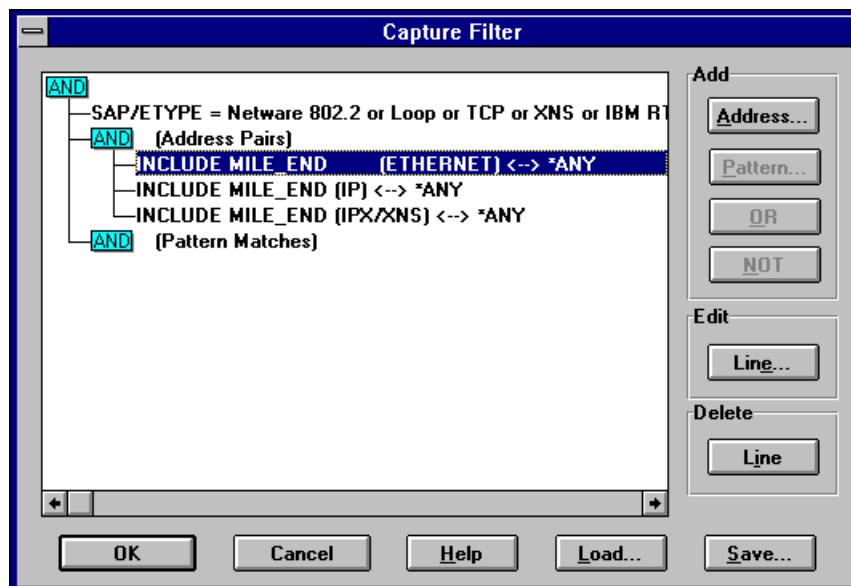 Capture Filter
AND
SAP/ETYPE = Netware 802.2 or Loop or TCP or XNS or IBM
AND (Address Pairs)
INCLUDE MILE_END (ETHERNET) <--> *ANY
INCLUDE MILE_END (IP) <--> *ANY
INCLUDE MILE_END (IPX/XNS) <--> *ANY
AND (Pattern Matches)
Add
Address...
Pattern...
OR
NOT
Edit
Line...
Delete
Line
OK
Cancel
Help
Load...
Save...